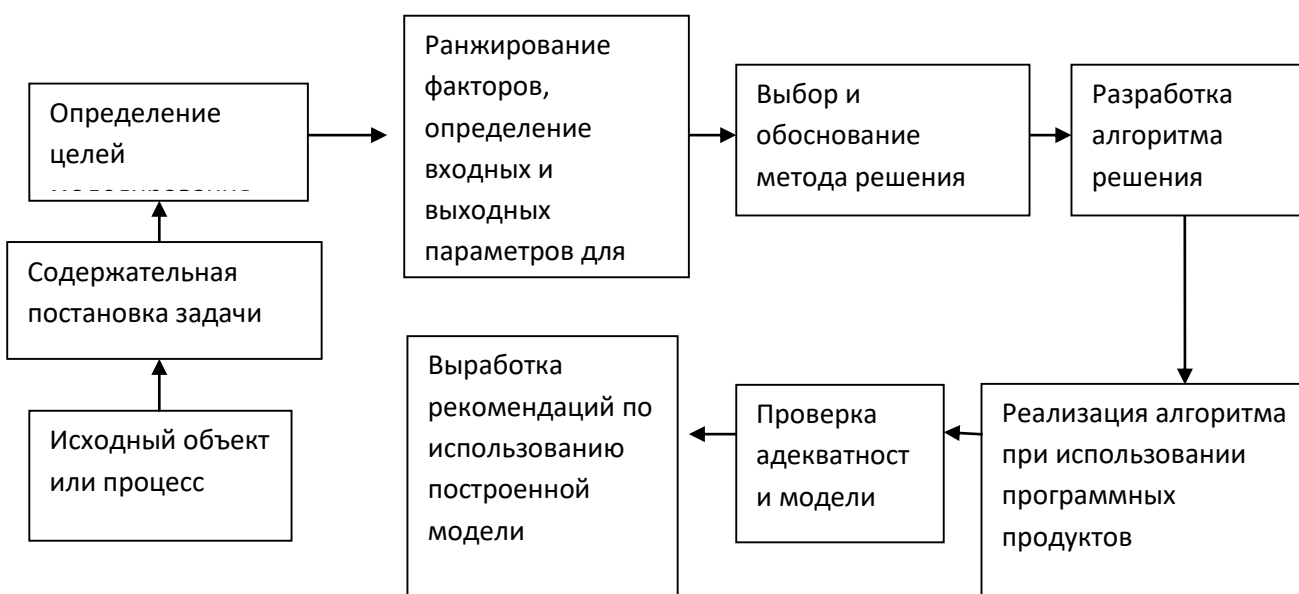 Ранжирование
факторов,
определение
входных и
выходных
параметров для
Определение
целей
Выбор и
обоснование
метода решения
Разработка
алгоритма
решения
Содержательная
постановка задачи
Исходный объект
или процесс
Выработка
рекомендаций по
использованию
построенной
модели
Проверка
адекватност
и модели
Реализация алгоритма
при использовании
программных
продуктов